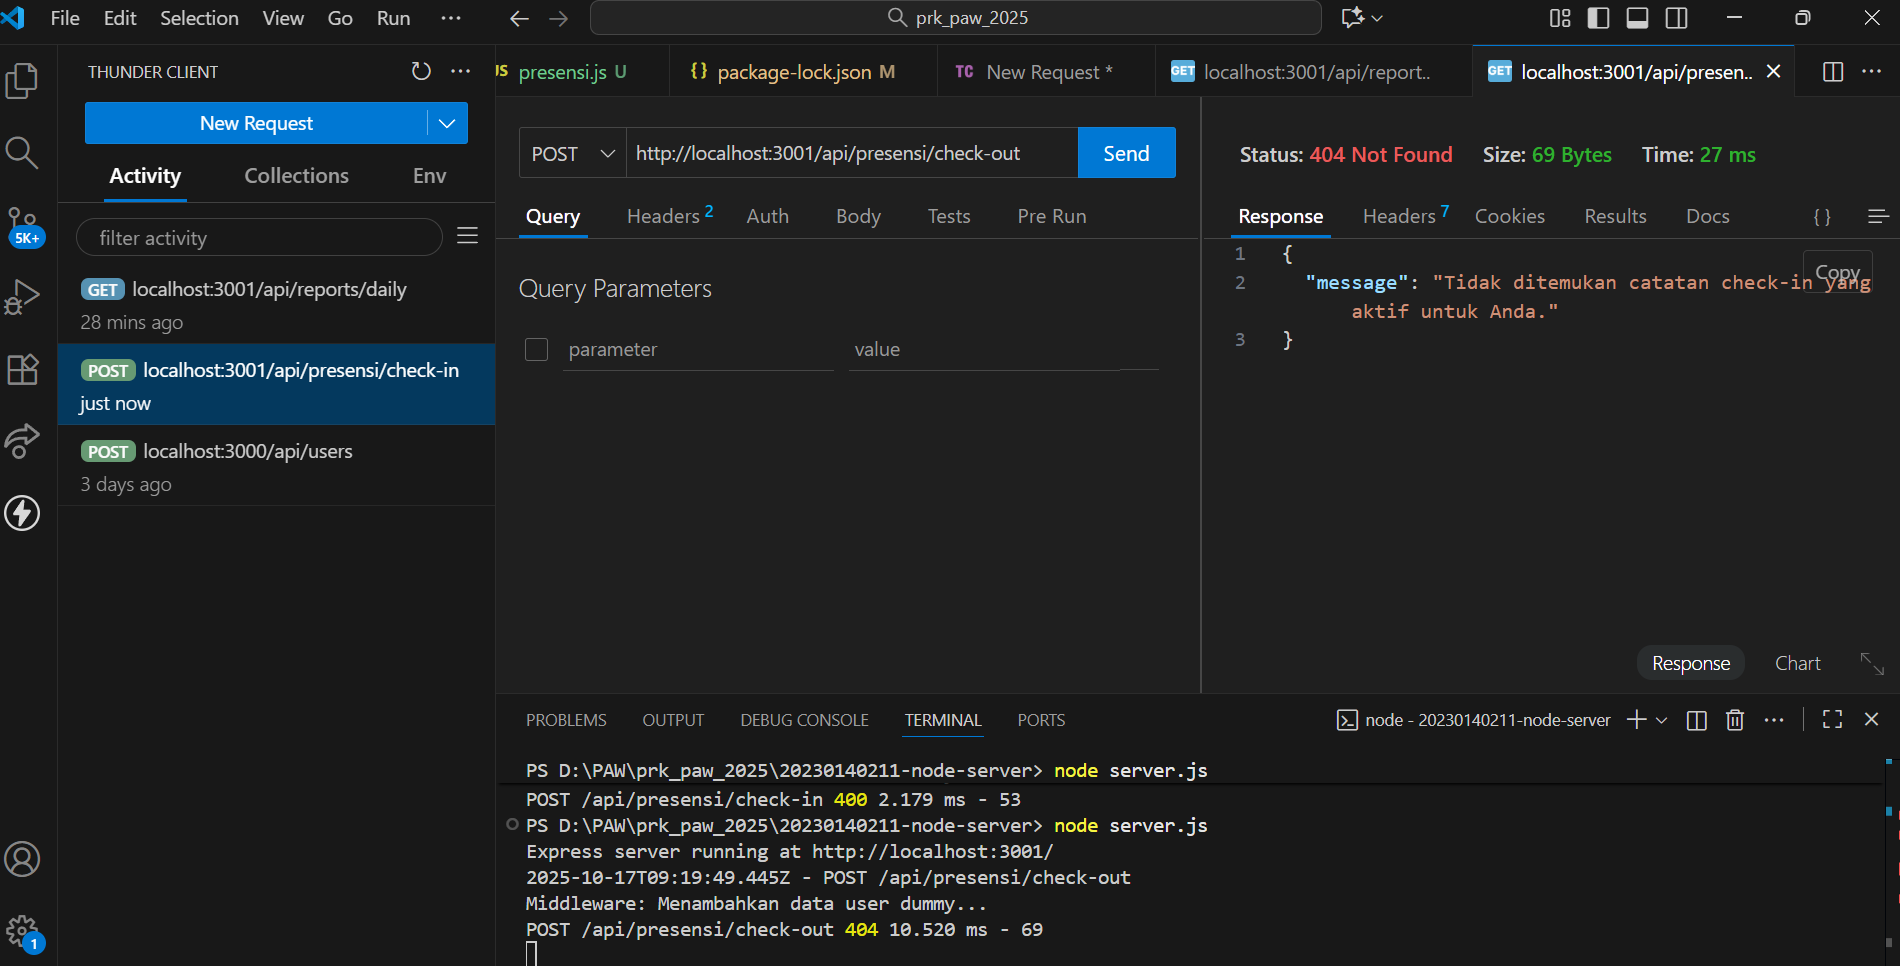 File Edit Selection View Go Run ···
prk_paw_2025
THUNDER CLIENT
New Request
Activity Collections Env
filter activity
GET localhost:3001/api/reports/daily
28 mins ago
POST localhost:3001/api/presensi/check-in
just now
POST localhost:3000/api/users
3 days ago
5K+
1
JS presensi.js U
{} package-lock.json M
TC New Request *
GET localhost:3001/api/report..
GET localhost:3001/api/presen..
POST http://localhost:3001/api/presensi/check-out Send
Query Headers 2 Auth Body Tests Pre Run
Query Parameters
parameter value
Status: 404 Not Found Size: 69 Bytes Time: 27 ms
Response Headers 7 Cookies Results Docs {}
Copy
1 {
2 "message": "Tidak ditemukan catatan check-in yang
aktif untuk Anda."
3 }
Response Chart
PROBLEMS OUTPUT DEBUG CONSOLE TERMINAL PORTS
node - 20230140211-node-server
PS D:\PAW\prk_paw_2025\20230140211-node-server> node server.js
POST /api/presensi/check-in 400 2.179 ms - 53
PS D:\PAW\prk_paw_2025\20230140211-node-server> node server.js
Express server running at http://localhost:3001/
2025-10-17T09:19:49.445Z - POST /api/presensi/check-out
Middleware: Menambahkan data user dummy...
POST /api/presensi/check-out 404 10.520 ms - 69